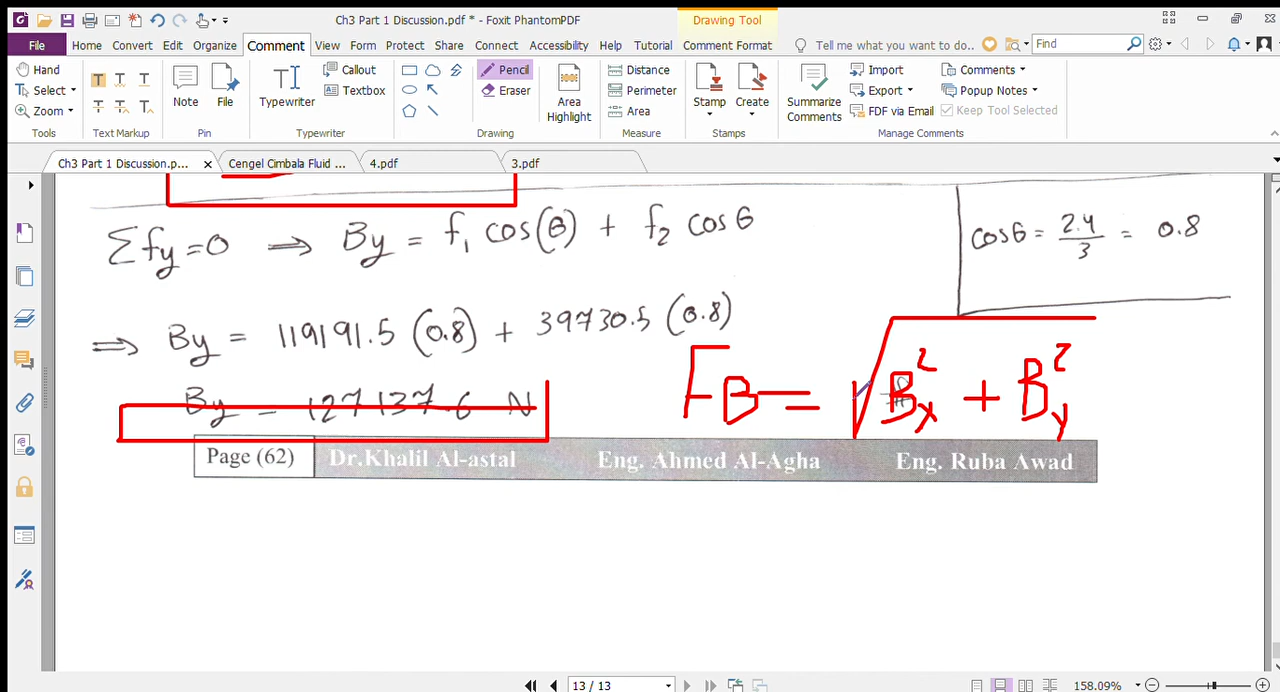 Ch3 Part 1 Discussion.pdf * - Foxit PhantomPDF
Drawing Tool
File Home Convert Edit Organize Comment View Form Protect Share Connect Accessibility Help Tutorial Comment Format Tell me what you want to do.. Find
Hand
Select
Zoom
Tools
Text Markup
Note
File
Pin
Typewriter
Callout
Textbox
Typewriter
Pencil
Eraser
Drawing
Area Highlight
Distance
Perimeter
Area
Measure
Stamp
Create
Stamps
Summarize Comments
Import
Export
FDF via Email
Comments
Popup Notes
Keep Tool Selected
Manage Comments
Ch3 Part 1 Discussion.p... × Cengel Cimbala Fluid ... 4.pdf 3.pdf
Σfy=0 ⟹ By = f₁ cos(θ) + f₂ cosθ
cosθ = 2.4/3 = 0.8
⟹ By = 119191.5 (0.8) + 39730.5 (0.8)
By = 127137.6 N
FB = √(Bx² + By²)
Page (62) Dr.Khalil Al-astal Eng. Ahmed Al-Agha Eng. Ruba Awad
13 / 13
158.09%